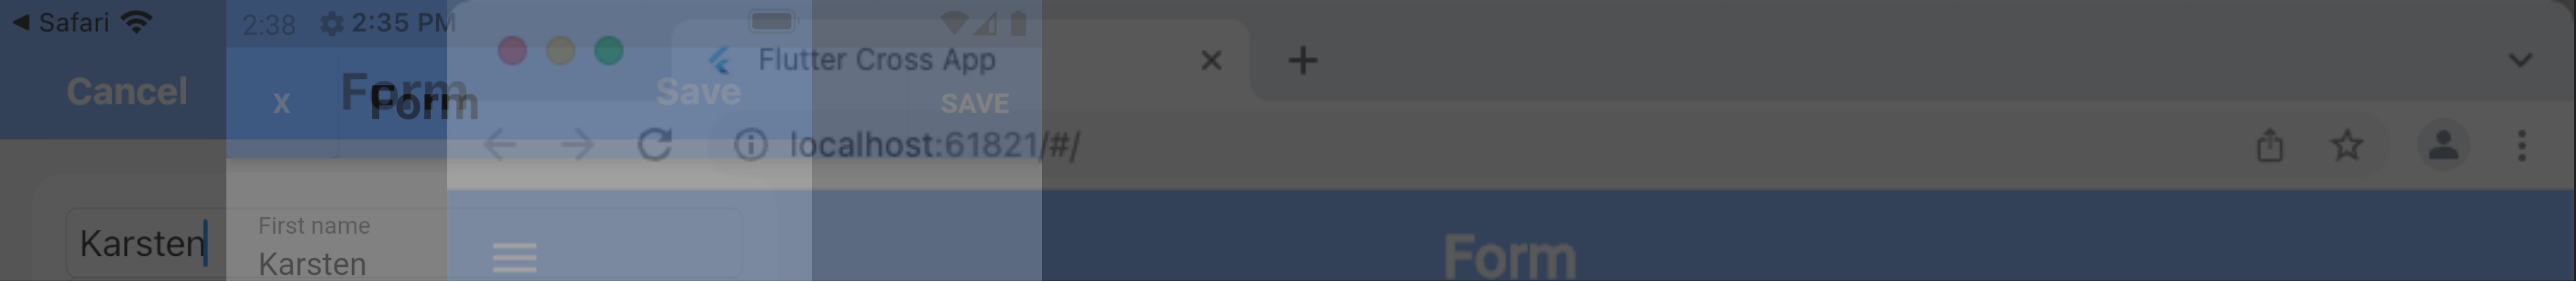 Safari 2:38 2:35 PM
Flutter Cross App
Cancel X Form Form Save SAVE
localhost:61821/#/
First name
Karsten Karsten
Form